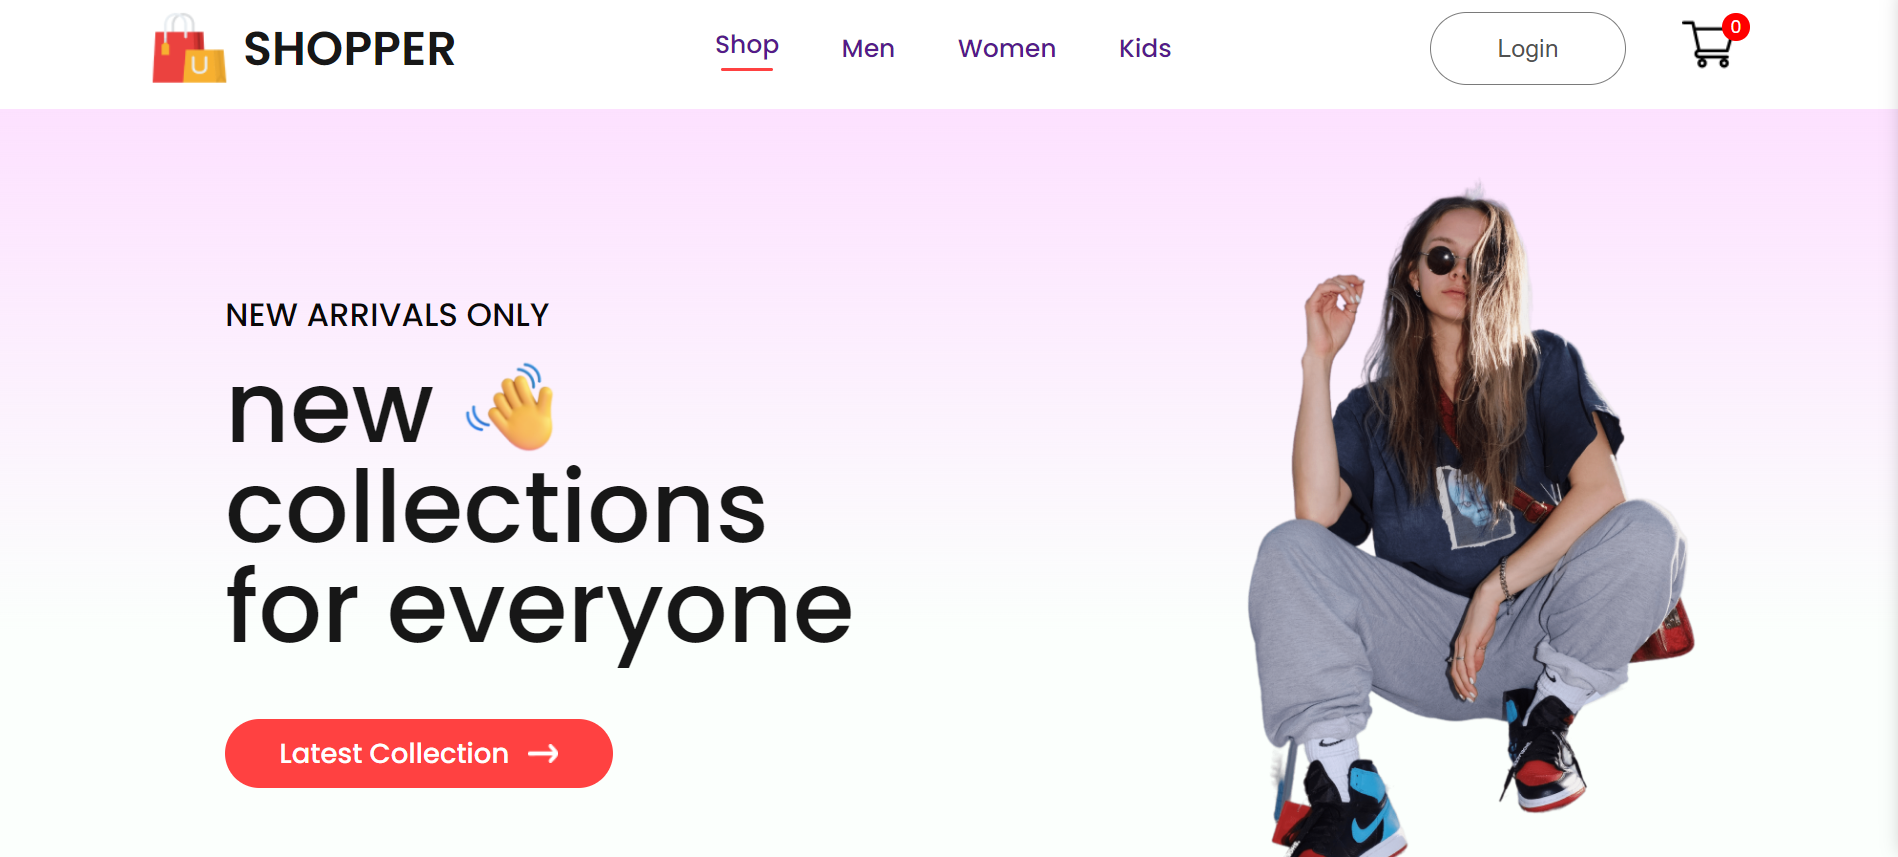 SHOPPER
Shop
Men
Women
Kids
Login
0
NEW ARRIVALS ONLY
new
collections
for everyone
Latest Collection